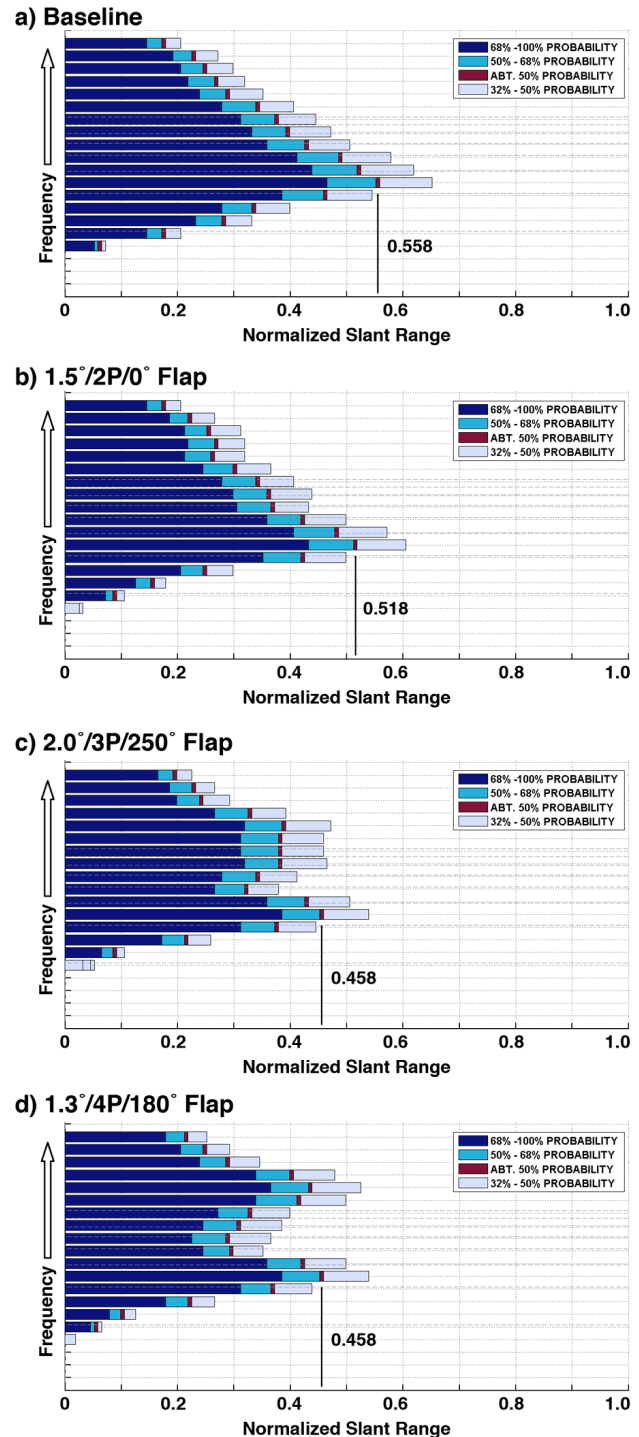 a) Baseline
68% -100% PROBABILITY
50% - 68% PROBABILITY
ABT. 50% PROBABILITY
32% - 50% PROBABILITY
Frequency
0.558
0 0.2 0.4 0.6 0.8 1.0
Normalized Slant Range
b) 1.5°/2P/0° Flap
68% -100% PROBABILITY
50% - 68% PROBABILITY
ABT. 50% PROBABILITY
32% - 50% PROBABILITY
Frequency
0.518
0 0.2 0.4 0.6 0.8 1.0
Normalized Slant Range
c) 2.0°/3P/250° Flap
68% -100% PROBABILITY
50% - 68% PROBABILITY
ABT. 50% PROBABILITY
32% - 50% PROBABILITY
Frequency
0.458
0 0.2 0.4 0.6 0.8 1.0
Normalized Slant Range
d) 1.3°/4P/180° Flap
68% -100% PROBABILITY
50% - 68% PROBABILITY
ABT. 50% PROBABILITY
32% - 50% PROBABILITY
Frequency
0.458
0 0.2 0.4 0.6 0.8 1.0
Normalized Slant Range